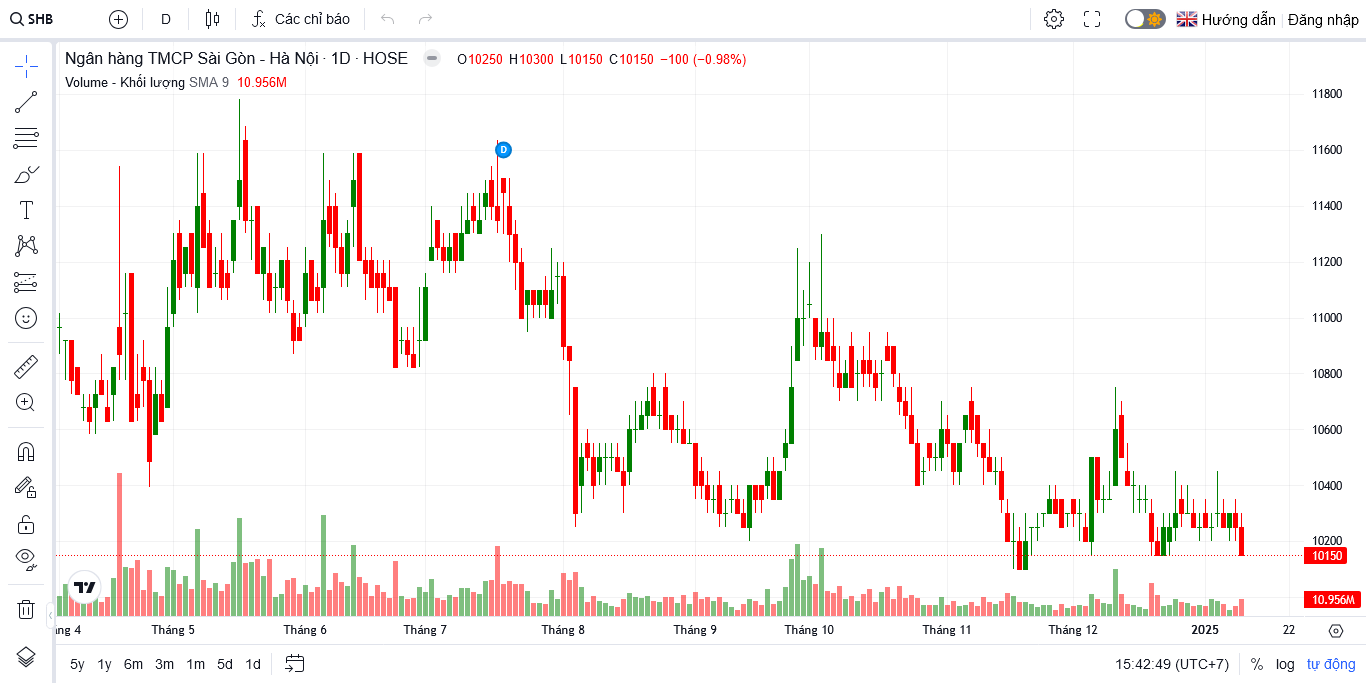 SHB D Các chỉ báo Hướng dẫn Đăng nhập
Ngân hàng TMCP Sài Gòn - Hà Nội · 1D · HOSE O10250 H10300 L10150 C10150 −100 (−0.98%)
Volume - Khối lượng SMA 9 10.956M
11800
11600
D
11400
11200
11000
10800
10600
10400
10200
10150
10.956M
ng 4 Tháng 5 Tháng 6 Tháng 7 Tháng 8 Tháng 9 Tháng 10 Tháng 11 Tháng 12 2025 22
5y 1y 6m 3m 1m 5d 1d 15:42:49 (UTC+7) % log tự động